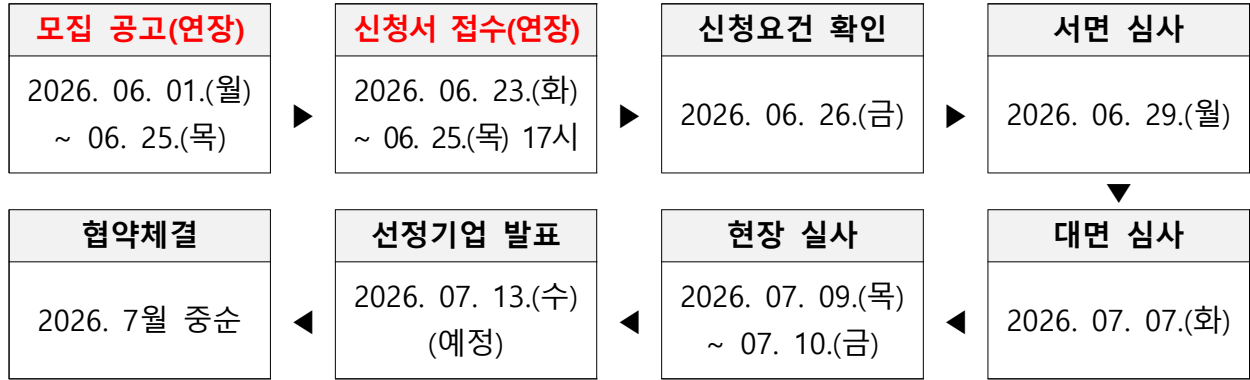 모집 공고(연장)
2026. 06. 01.(월)
~ 06. 25.(목)
▶
신청서 접수(연장)
2026. 06. 23.(화)
~ 06. 25.(목) 17시
▶
신청요건 확인
2026. 06. 26.(금)
▶
서면 심사
2026. 06. 29.(월)
▼
대면 심사
2026. 07. 07.(화)
◀
현장 실사
2026. 07. 09.(목)
~ 07. 10.(금)
◀
선정기업 발표
2026. 07. 13.(수)
(예정)
◀
협약체결
2026. 7월 중순